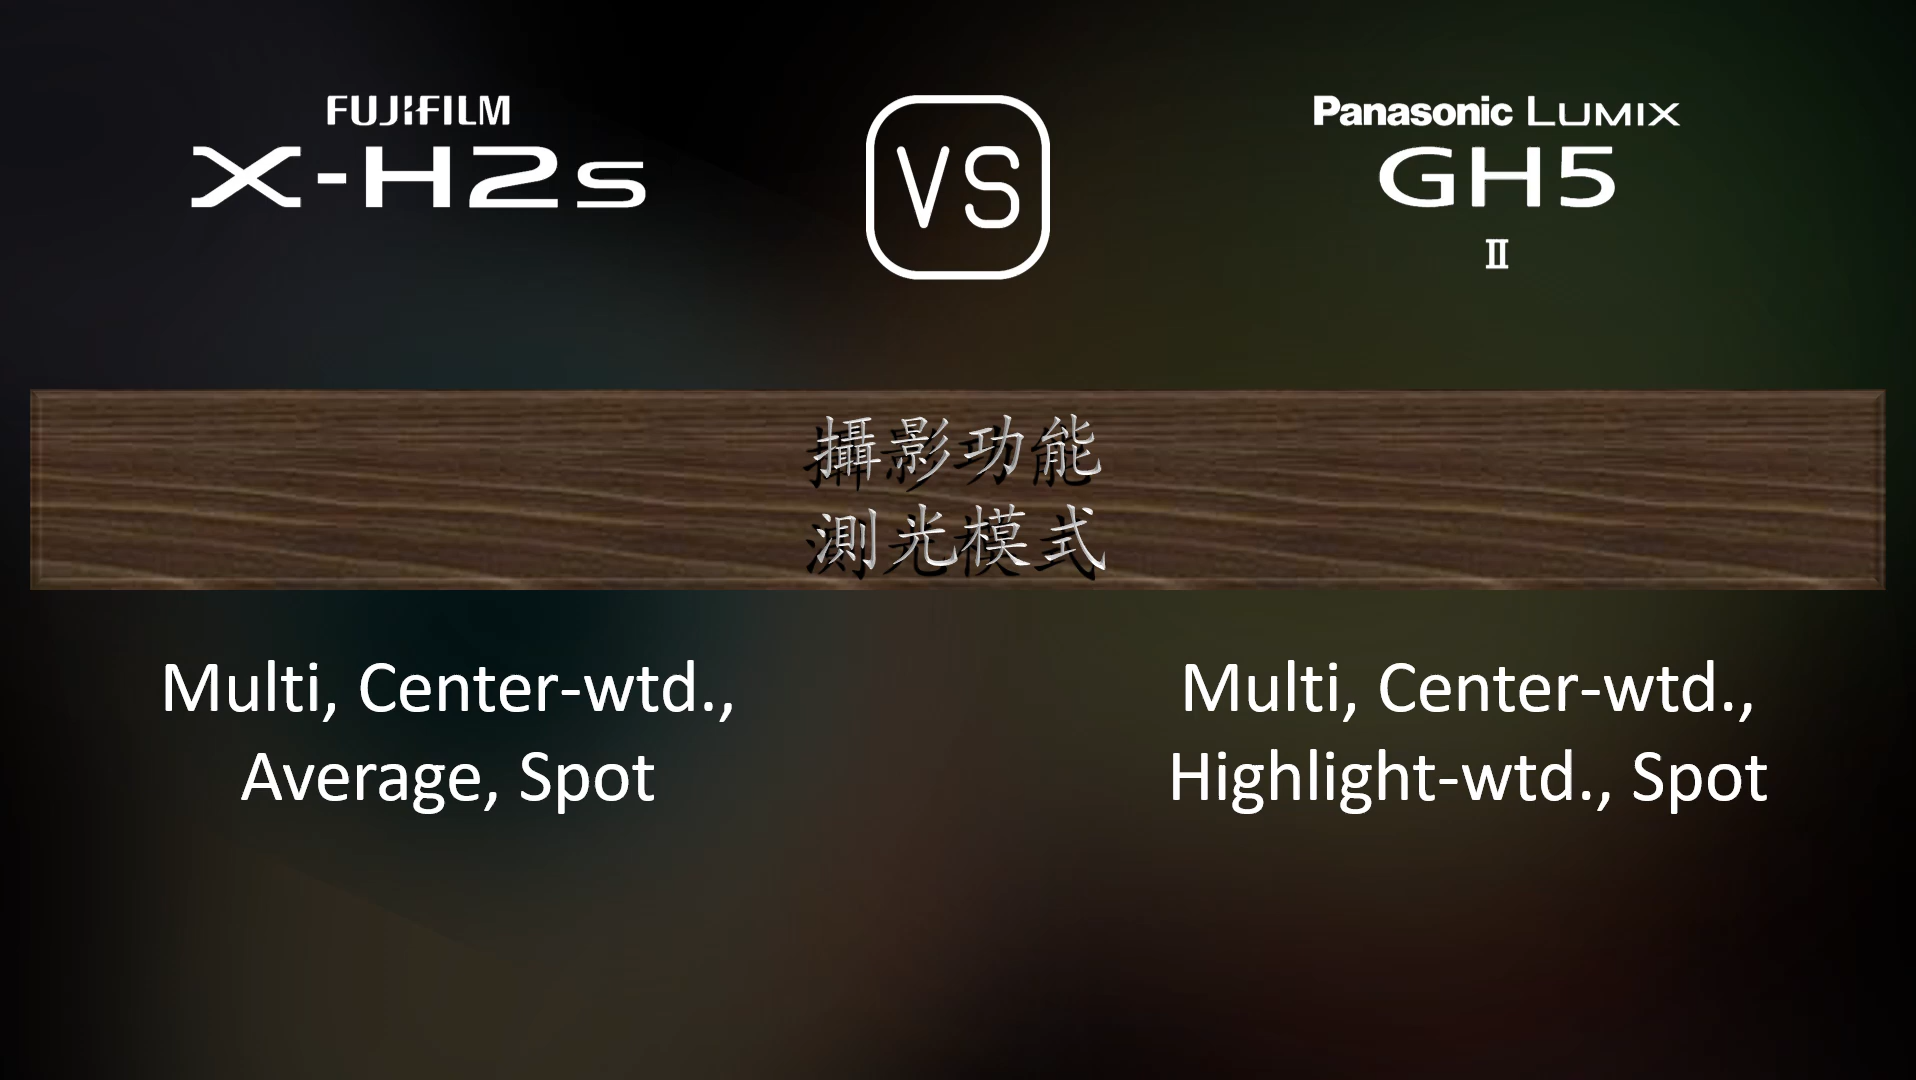 FUJIFILM
X-H2s
VS
Panasonic LUMIX
GH5
II
攝影功能
測光模式
Multi, Center-wtd.,
Average, Spot
Multi, Center-wtd.,
Highlight-wtd., Spot